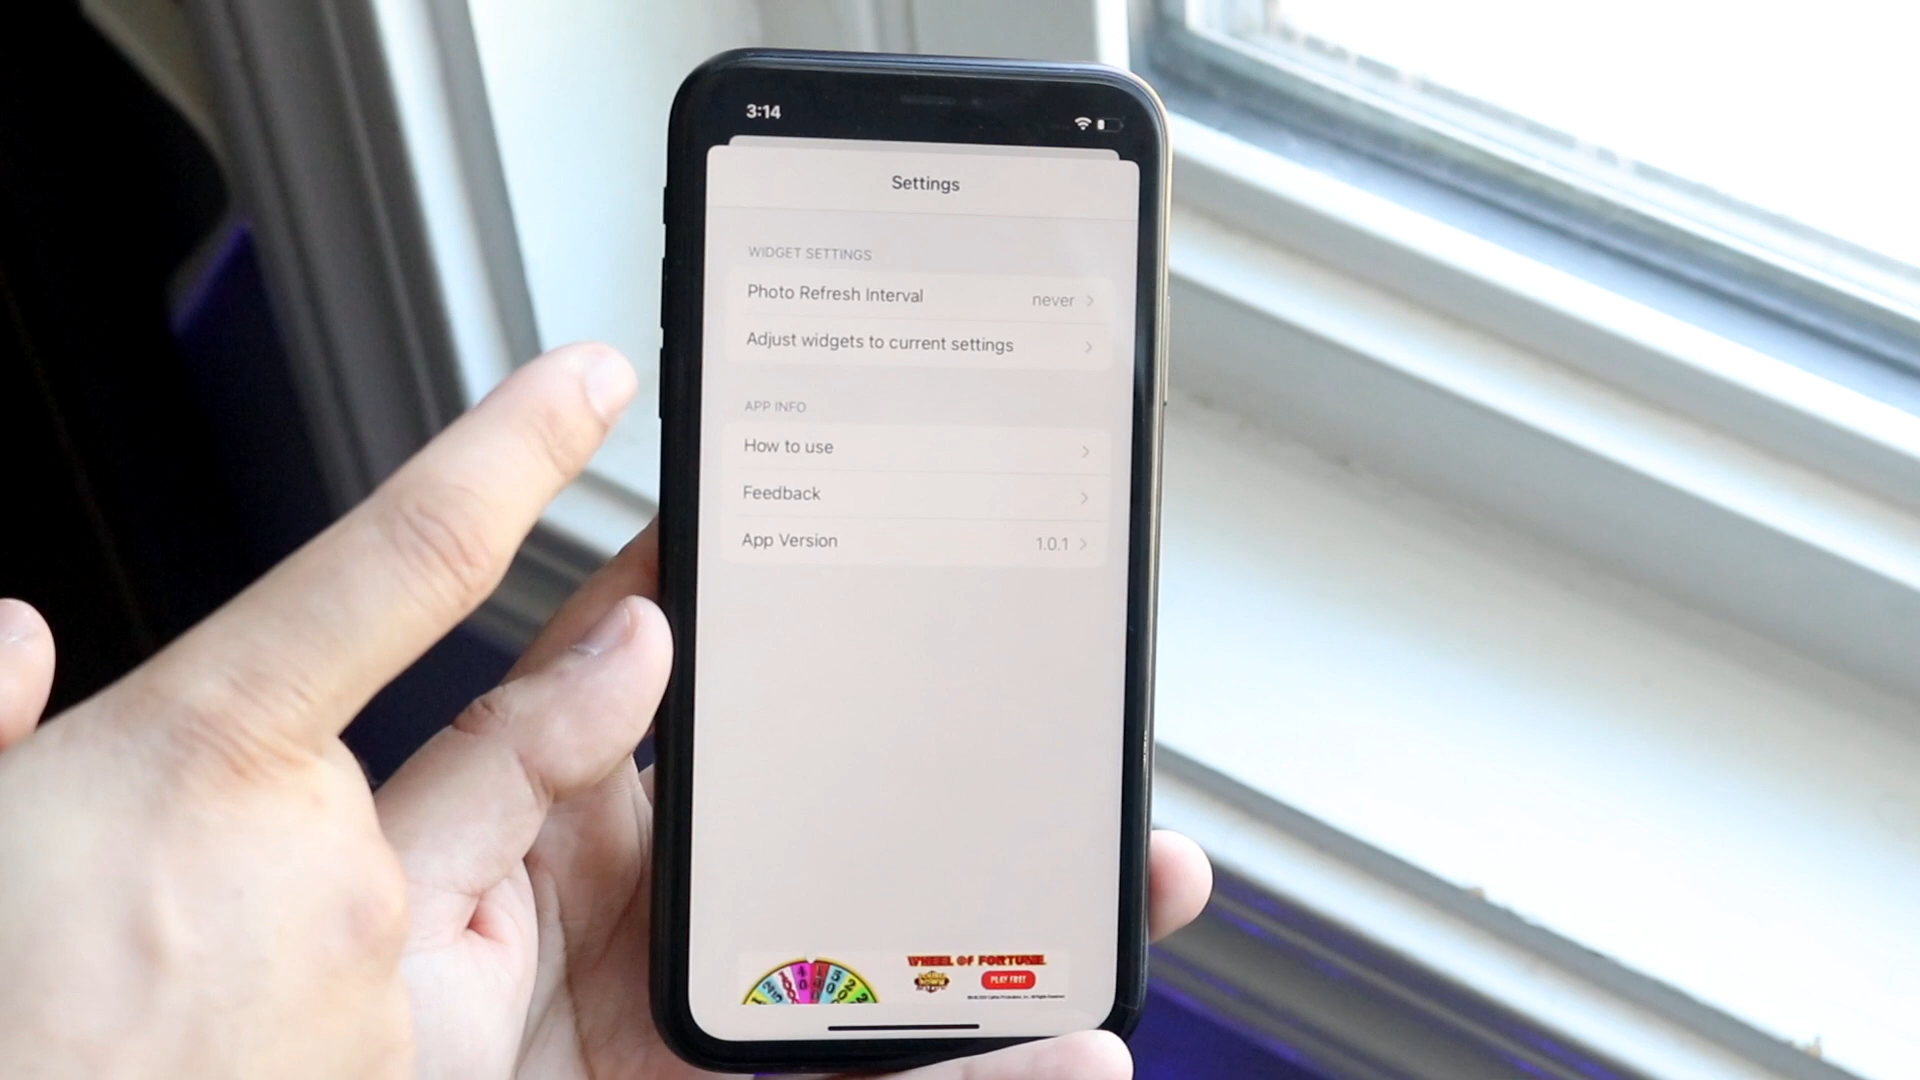 3:14
Settings
WIDGET SETTINGS
Photo Refresh Interval never
Adjust widgets to current settings
APP INFO
How to use
Feedback
App Version 1.0.1
WHEEL OF FORTUNE
PLAY FREE